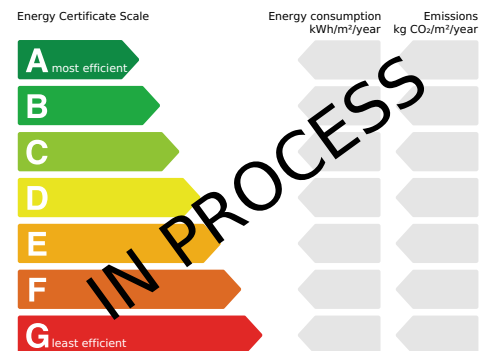 Energy Certificate Scale
Energy consumption
kWh/m²/year
Emissions
kg CO₂/m²/year
A most efficient
B
C
D
E
F
G least efficient
IN PROCESS